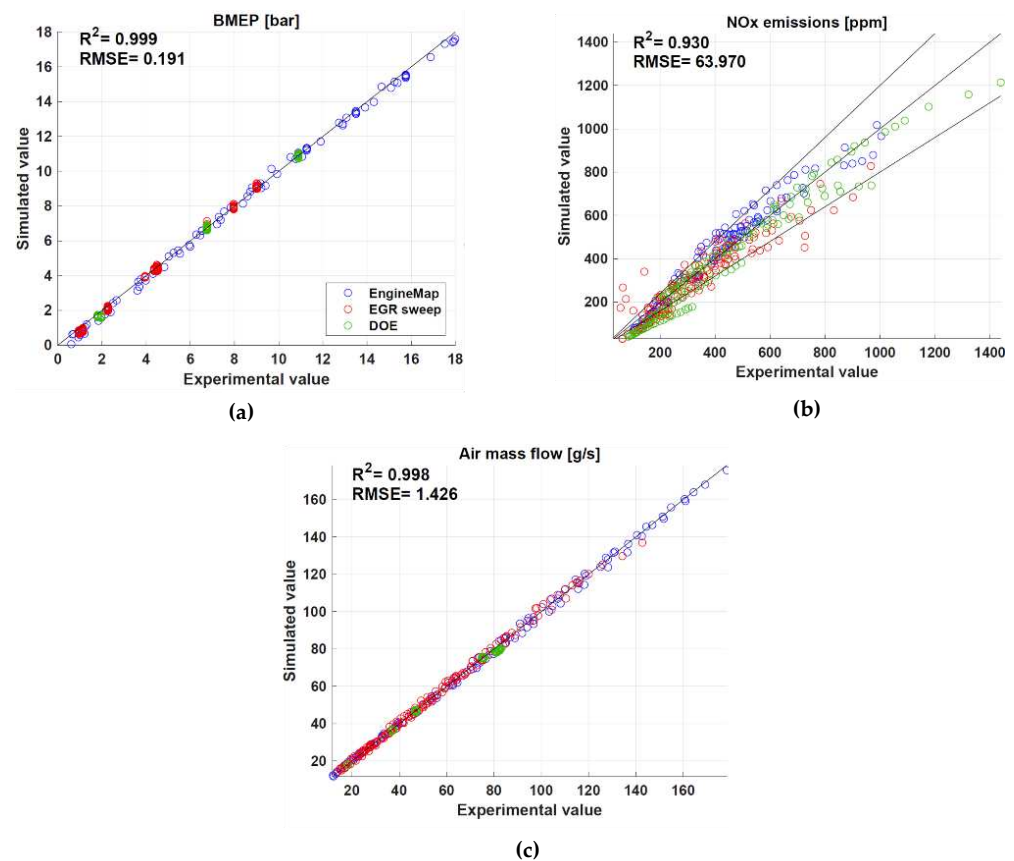 BMEP [bar]
R2= 0.999
RMSE= 0.191
18
16
14
12
10
8
6
4
2
0
Simulated value
EngineMap
EGR sweep
DOE
0 2 4 6 8 10 12 14 16 18
Experimental value
(a)
NOx emissions [ppm]
R2= 0.930
RMSE= 63.970
1400
1200
1000
800
600
400
200
Simulated value
200 400 600 800 1000 1200 1400
Experimental value
(b)
Air mass flow [g/s]
R2= 0.998
RMSE= 1.426
160
140
120
100
80
60
40
20
Simulated value
20 40 60 80 100 120 140 160
Experimental value
(c)